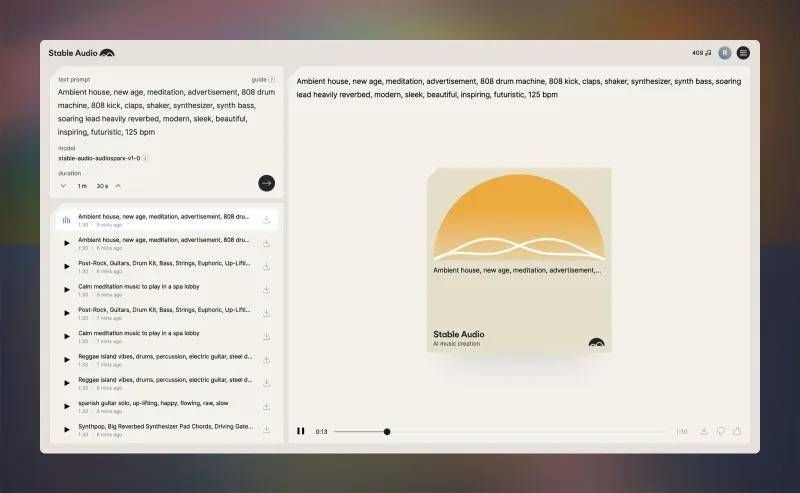 Stable Audio
409
R
text prompt
guide
Ambient house, new age, meditation, advertisement, 808 drum
machine, 808 kick, claps, shaker, synthesizer, synth bass,
soaring lead heavily reverbed, modern, sleek, beautiful,
inspiring, futuristic, 125 bpm
model
stable-audio-audiosparx-v1-0
duration
1 m 30 s
Ambient house, new age, meditation, advertisement, 808 dru...
1:30 | 5 mins ago
Ambient house, new age, meditation, advertisement, 808 dru...
1:30 | 6 mins ago
Post-Rock, Guitars, Drum Kit, Bass, Strings, Euphoric, Up-Lifti...
1:30 | 6 mins ago
Calm meditation music to play in a spa lobby
1:30 | 6 mins ago
Post-Rock, Guitars, Drum Kit, Bass, Strings, Euphoric, Up-Lifti...
1:30 | 7 mins ago
Calm meditation music to play in a spa lobby
1:30 | 7 mins ago
Reggae island vibes, drums, percussion, electric guitar, steel d...
1:30 | 7 mins ago
Reggae island vibes, drums, percussion, electric guitar, steel d...
1:30 | 8 mins ago
spanish guitar solo, up-lifting, happy, flowing, raw, slow
1:30 | 8 mins ago
Synthpop, Big Reverbed Synthesizer Pad Chords, Driving Gate...
1:30 | 8 mins ago
Ambient house, new age, meditation, advertisement, 808 drum machine, 808 kick, claps, shaker, synthesizer, synth bass, soaring
lead heavily reverbed, modern, sleek, beautiful, inspiring, futuristic, 125 bpm
Ambient house, new age, meditation, advertisement,...
Stable Audio
AI music creation
0:13
1:30